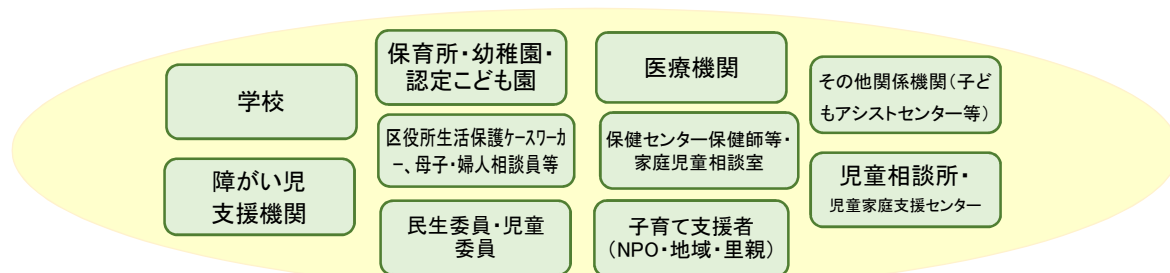 学校
障がい児
支援機関
保育所・幼稚園・
認定こども園
区役所生活保護ケースワーカ
ー、母子・婦人相談員等
民生委員・児童
委員
医療機関
保健センター保健師等・
家庭児童相談室
子育て支援者
(NPO・地域・里親)
その他関係機関(子ど
もアシストセンター等)
児童相談所・
児童家庭支援センター